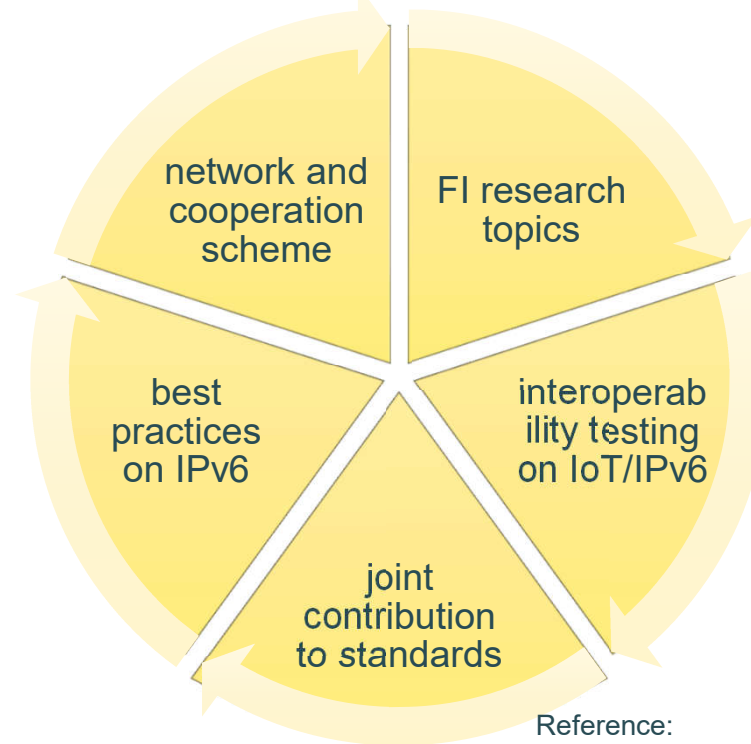 network and
cooperation
scheme
FI research
topics
interoperab
ility testing
on IoT/IPv6
joint
contribution
to standards
best
practices
on IPv6
Reference: